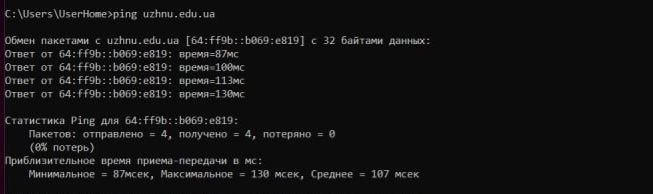 C:\Users\UserHome>ping uzhnu.edu.ua
Обмен пакетами с uzhnu.edu.ua [64:ff9b::b069:e819] с 32 байтами данных:
Ответ от 64:ff9b::b069:e819: время=87мс
Ответ от 64:ff9b::b069:e819: время=100мс
Ответ от 64:ff9b::b069:e819: время=113мс
Ответ от 64:ff9b::b069:e819: время=130мс
Статистика Ping для 64:ff9b::b069:e819:
Пакетов: отправлено = 4, получено = 4, потеряно = 0
(0% потерь)
Приблизительное время приема-передачи в мс:
Минимальное = 87мсек, Максимальное = 130 мсек, Среднее = 107 мсек